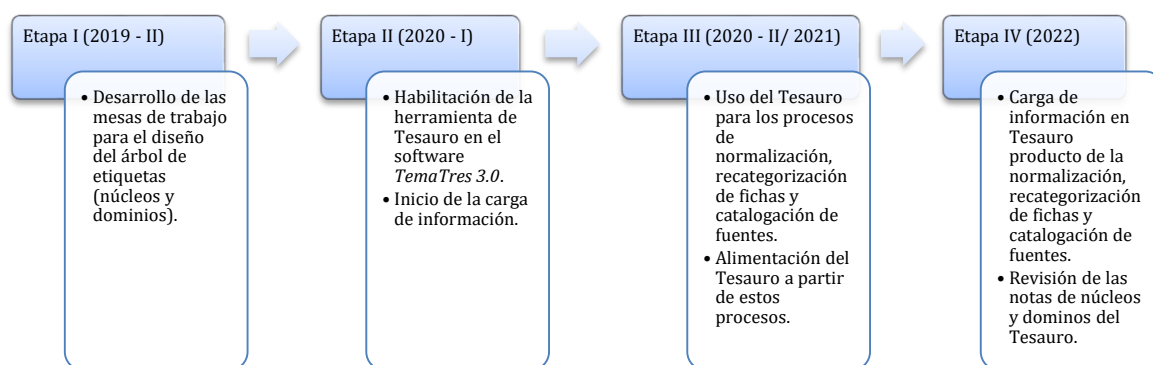 Etapa I (2019 - II)
• Desarrollo de las
mesas de trabajo
para el diseño
del árbol de
etiquetas
(núcleos y
dominios).
Etapa II (2020 - I)
• Habilitación de la
herramienta de
Tesauro en el
software
TemaTres 3.0.
• Inicio de la carga
de información.
Etapa III (2020 - II/ 2021)
• Uso del Tesauro
para los procesos
de
normalización,
recategorización
de fichas y
catalogación de
fuentes.
• Alimentación del
Tesauro a partir
de estos
procesos.
Etapa IV (2022)
• Carga de
información en
Tesauro
producto de la
normalización,
recategorización
de fichas y
catalogación de
fuentes.
• Revisión de las
notas de núcleos
y dominos del
Tesauro.